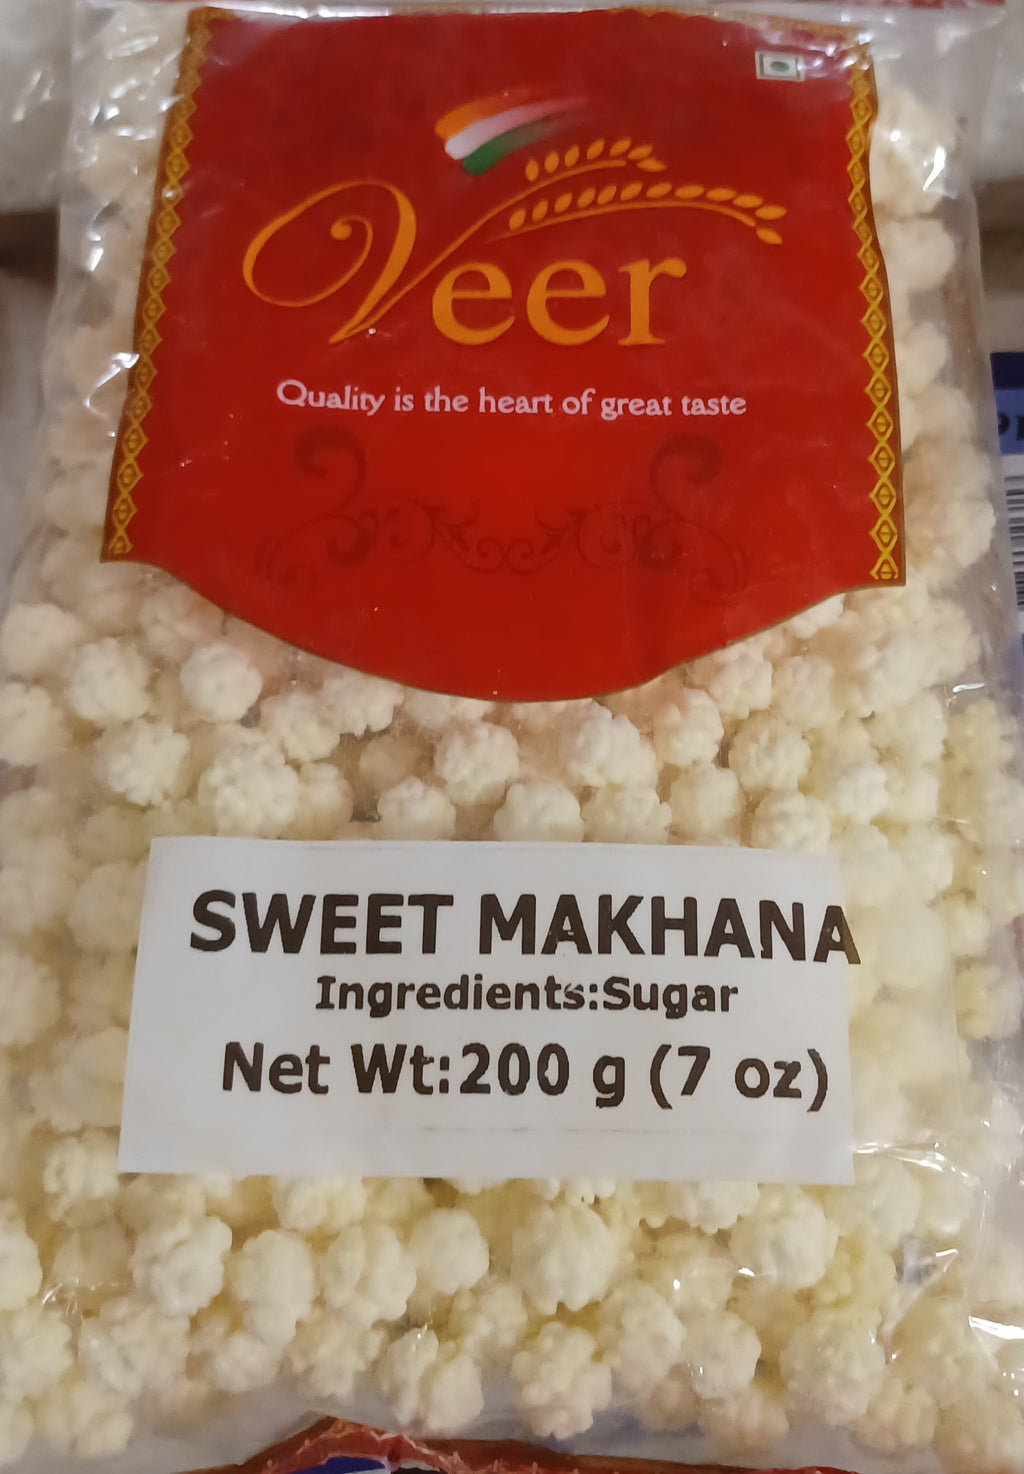 Veer
Quality is the heart of great taste
SWEET MAKHANA
Ingredients:Sugar
Net Wt:200 g (7 oz)